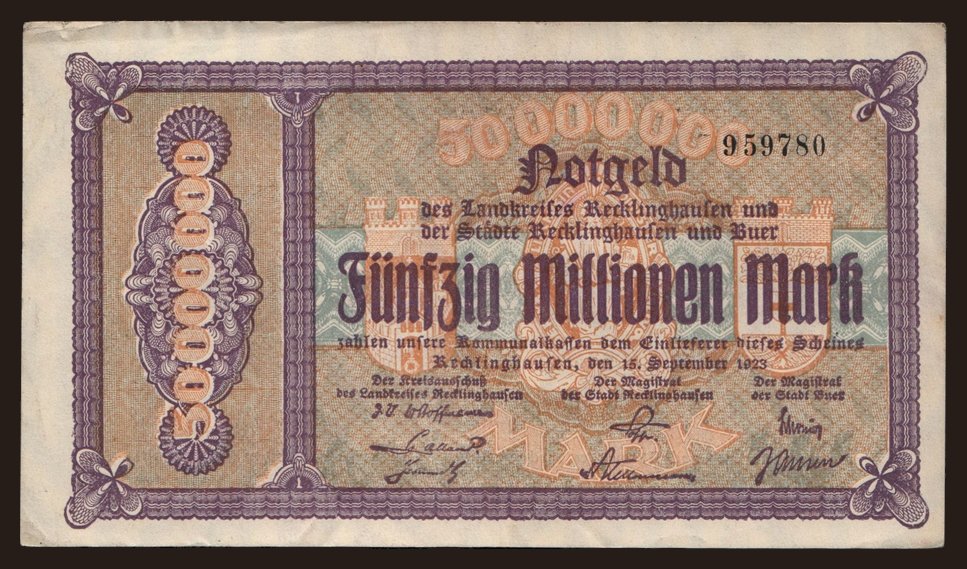 50000000
50000000
959780
Notgeld
des Landkreises Recklinghausen und
der Städte Recklinghausen und Buer
Fünfzig Millionen Mark
zahlen unsere Kommunalkassen dem Einlieferer dieses Scheines
Recklinghausen, den 15. September 1923
Der Kreisausschuß
des Landkreises Recklinghausen
Der Magistrat
der Stadt Recklinghausen
Der Magistrat
der Stadt Buer
MARK
1
1